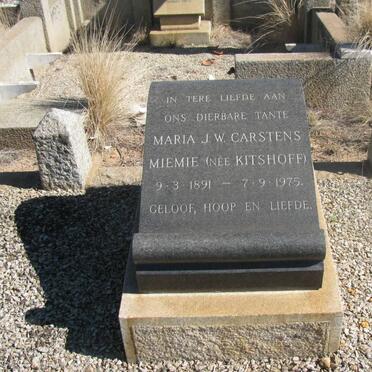 IN TERE LIEFDE AAN
ONS DIERBARE TANTE
MARIA J.W. CARSTENS
MIEMIE (NÉE KITSHOFF)
9·3·1891 — 7·9·1975.
GELOOF, HOOP EN LIEFDE.